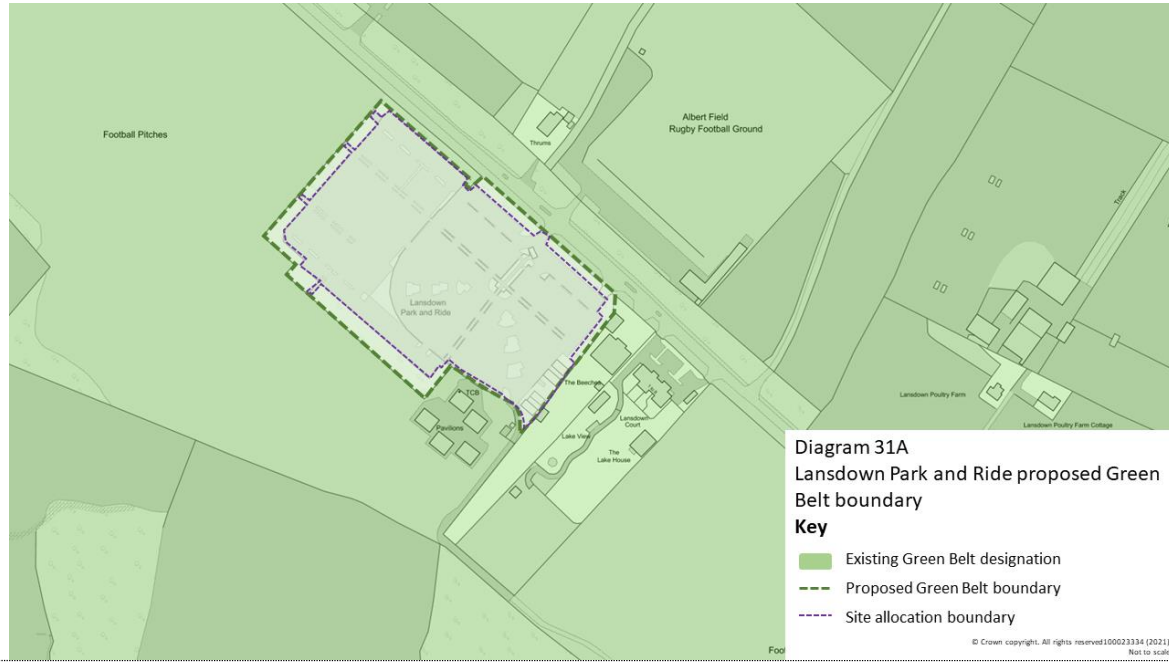 Football Pitches
Albert Field
Rugby Football Ground
Thrums
Track
Lansdown
Park and Ride
The Beeches
TCB
Pavilions
Lake View
Lansdown
Court
The
Lake House
Lansdown Poultry Farm
Lansdown Poultry Farm Cottage
Diagram 31A
Lansdown Park and Ride proposed Green
Belt boundary
Key
Existing Green Belt designation
Proposed Green Belt boundary
Site allocation boundary
© Crown copyright. All rights reserved100023334 (2021)
Not to scale
Foo